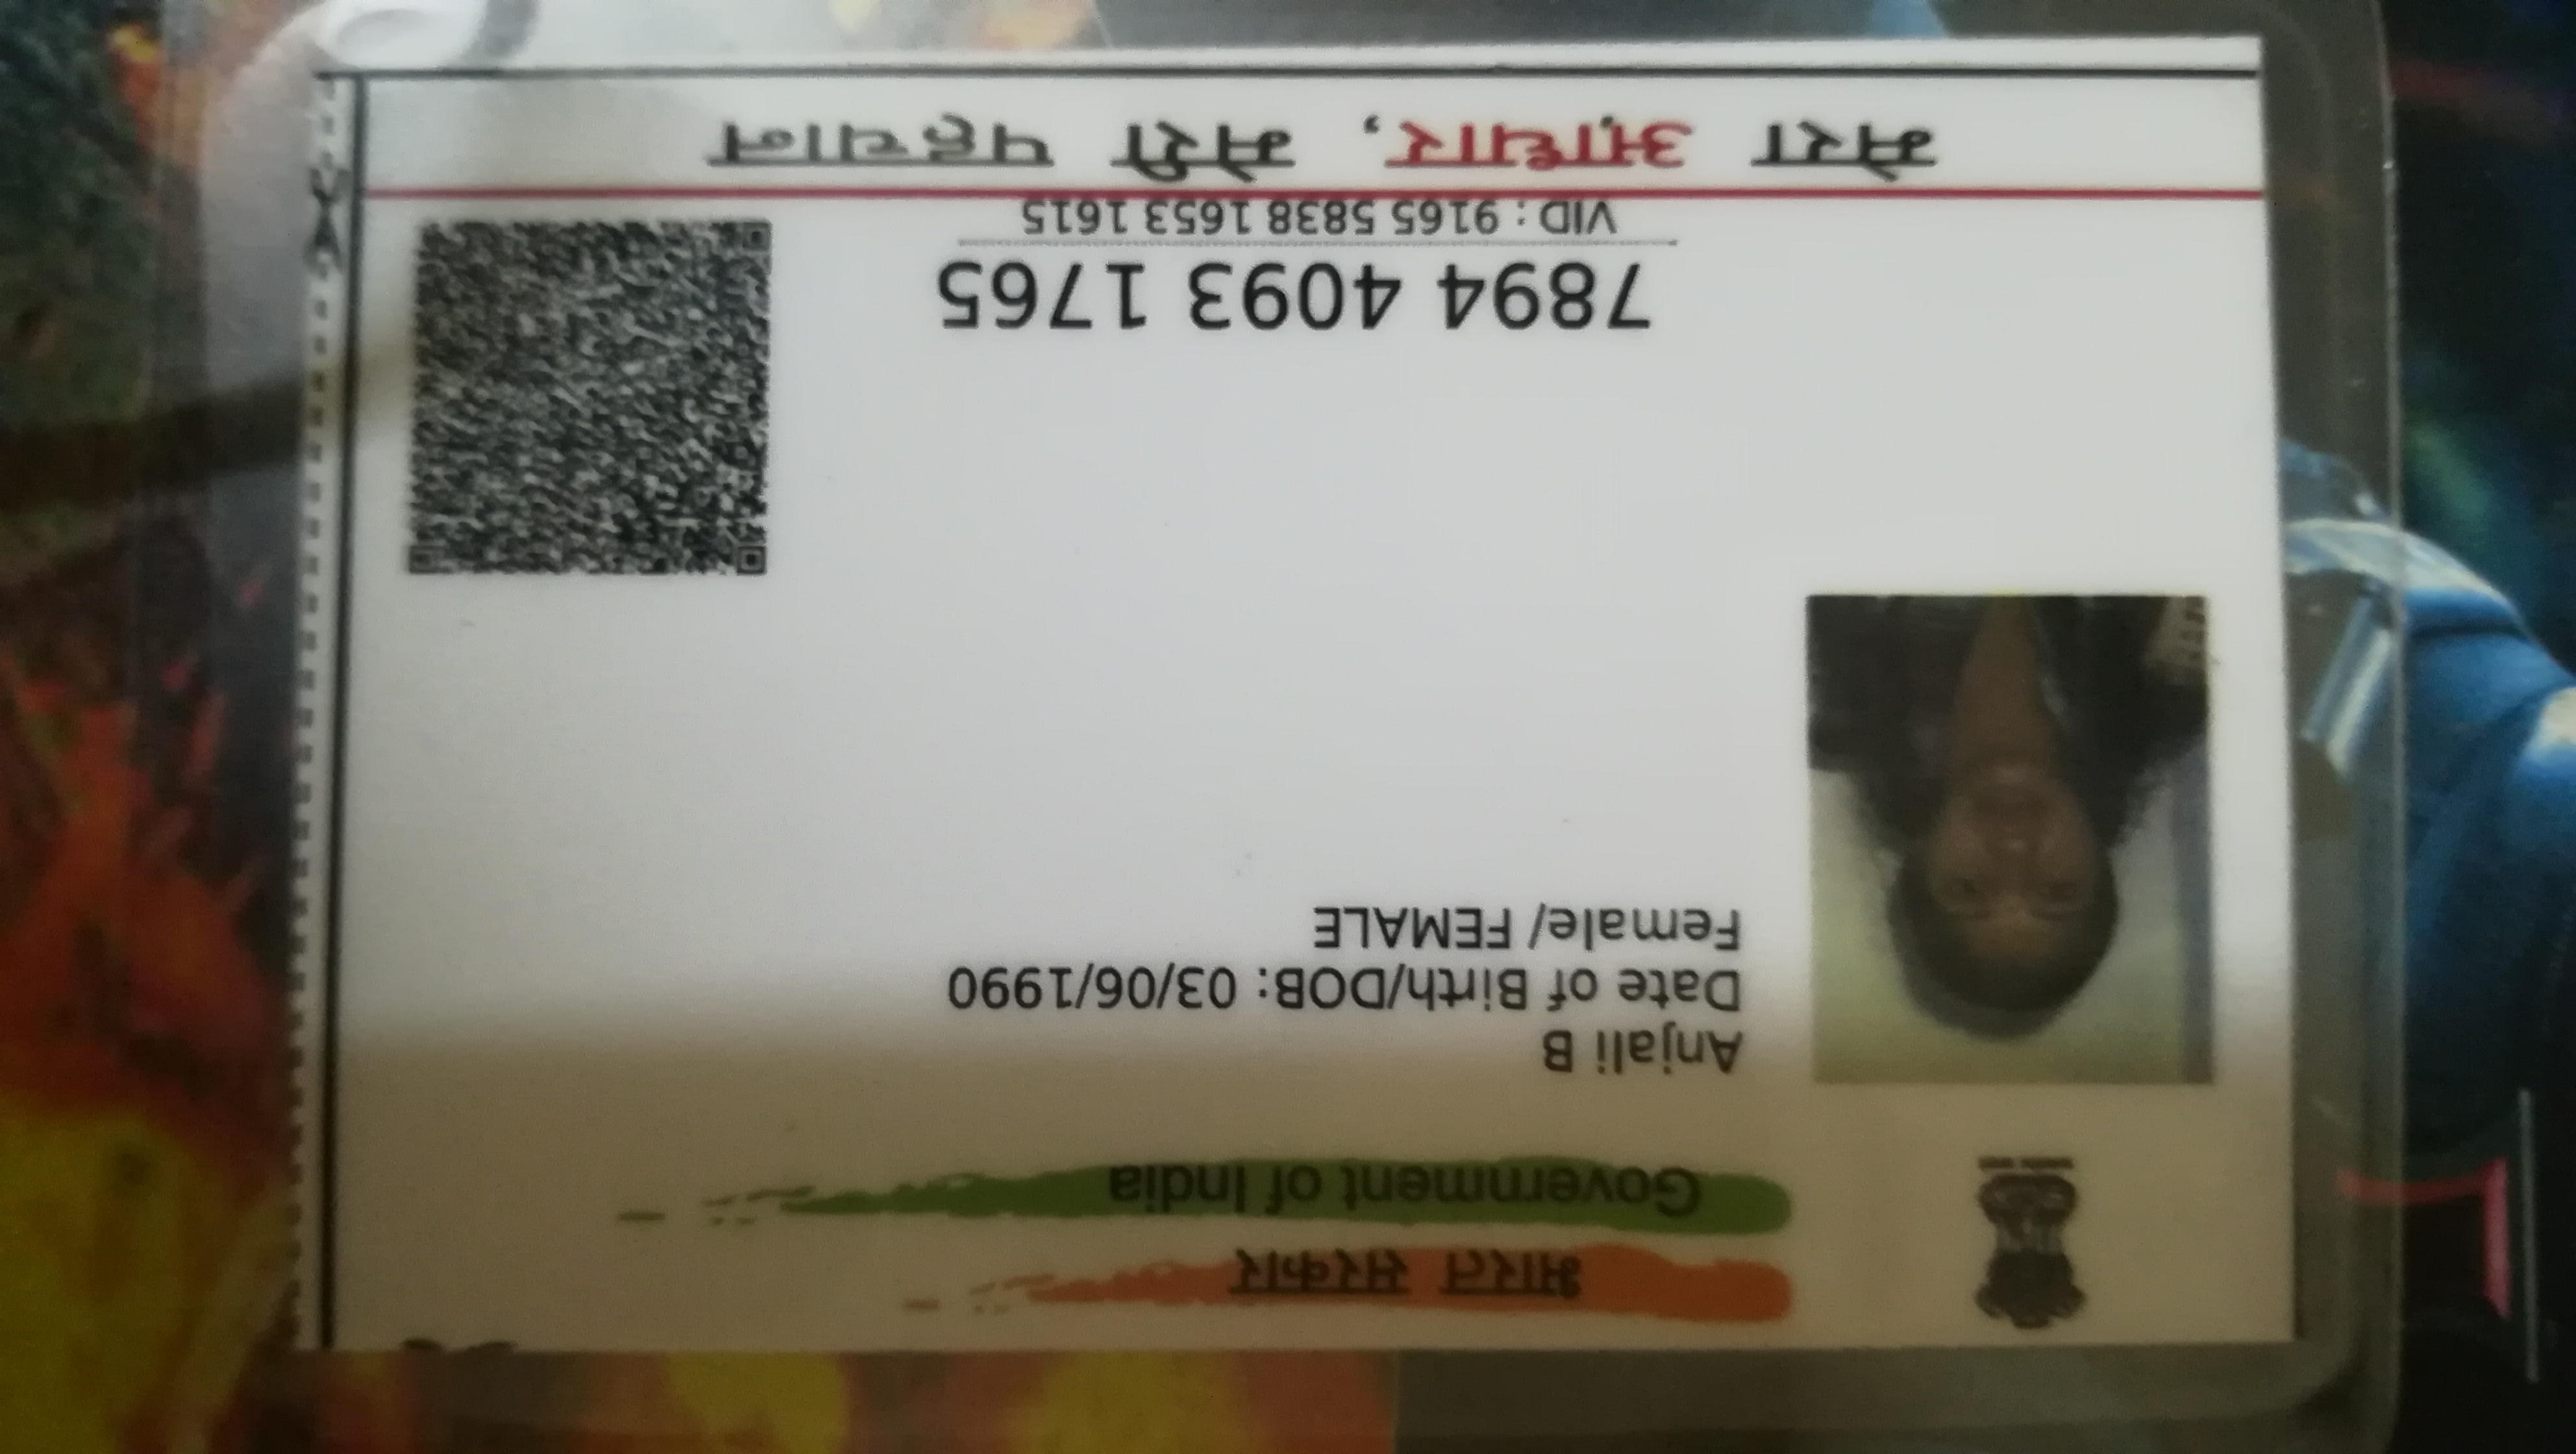 भारत सरकार
Government of India
Anjali B
Date of Birth/DOB: 03/06/1990
Female/ FEMALE
7894 4093 1765
VID : 9165 5838 1653 1615
मेरा आधार, मेरी पहचान